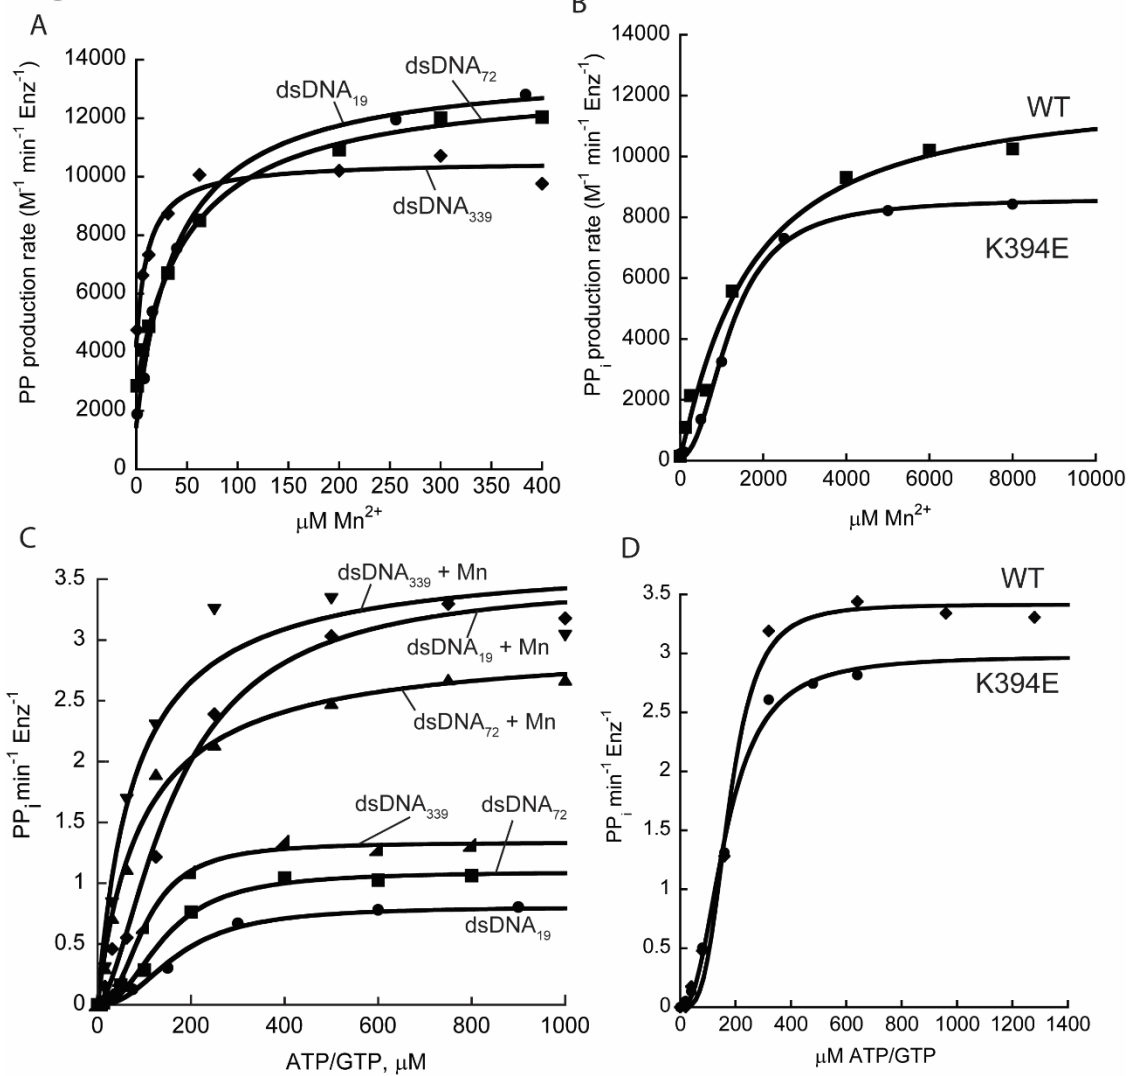 A
PP production rate (M⁻¹ min⁻¹ Enz⁻¹)
14000
12000
10000
8000
6000
4000
2000
0
dsDNA₁₉
dsDNA₇₂
dsDNA₃₃₉
0 50 100 150 200 250 300 350 400
μM Mn²⁺
B
PPᵢ production rate (M⁻¹ min⁻¹ Enz⁻¹)
14000
12000
10000
8000
6000
4000
2000
0
WT
K394E
0 2000 4000 6000 8000 10000
μM Mn²⁺
C
PPᵢ min⁻¹ Enz⁻¹
3.5
3
2.5
2
1.5
1
0.5
0
dsDNA₃₃₉ + Mn
dsDNA₁₉ + Mn
dsDNA₇₂ + Mn
dsDNA₃₃₉
dsDNA₇₂
dsDNA₁₉
0 200 400 600 800 1000
ATP/GTP, μM
D
PPᵢ min⁻¹ Enz⁻¹
3.5
3
2.5
2
1.5
1
0.5
0
WT
K394E
0 200 400 600 800 1000 1200 1400
μM ATP/GTP